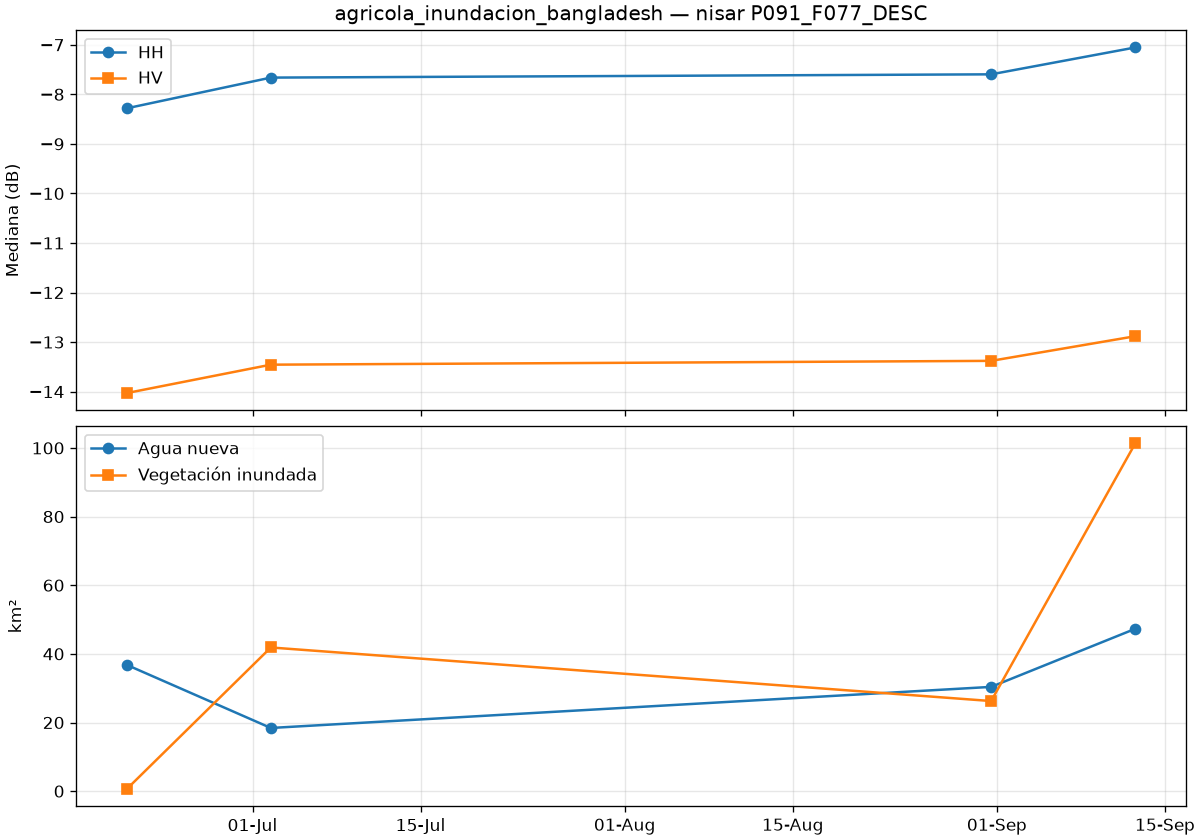 agricola_inundacion_bangladesh — nisar P091_F077_DESC
−7
−8
−9
−10
−11
−12
−13
−14
Mediana (dB)
HH
HV
100
80
60
40
20
0
km²
Agua nueva
Vegetación inundada
01-Jul
15-Jul
01-Aug
15-Aug
01-Sep
15-Sep